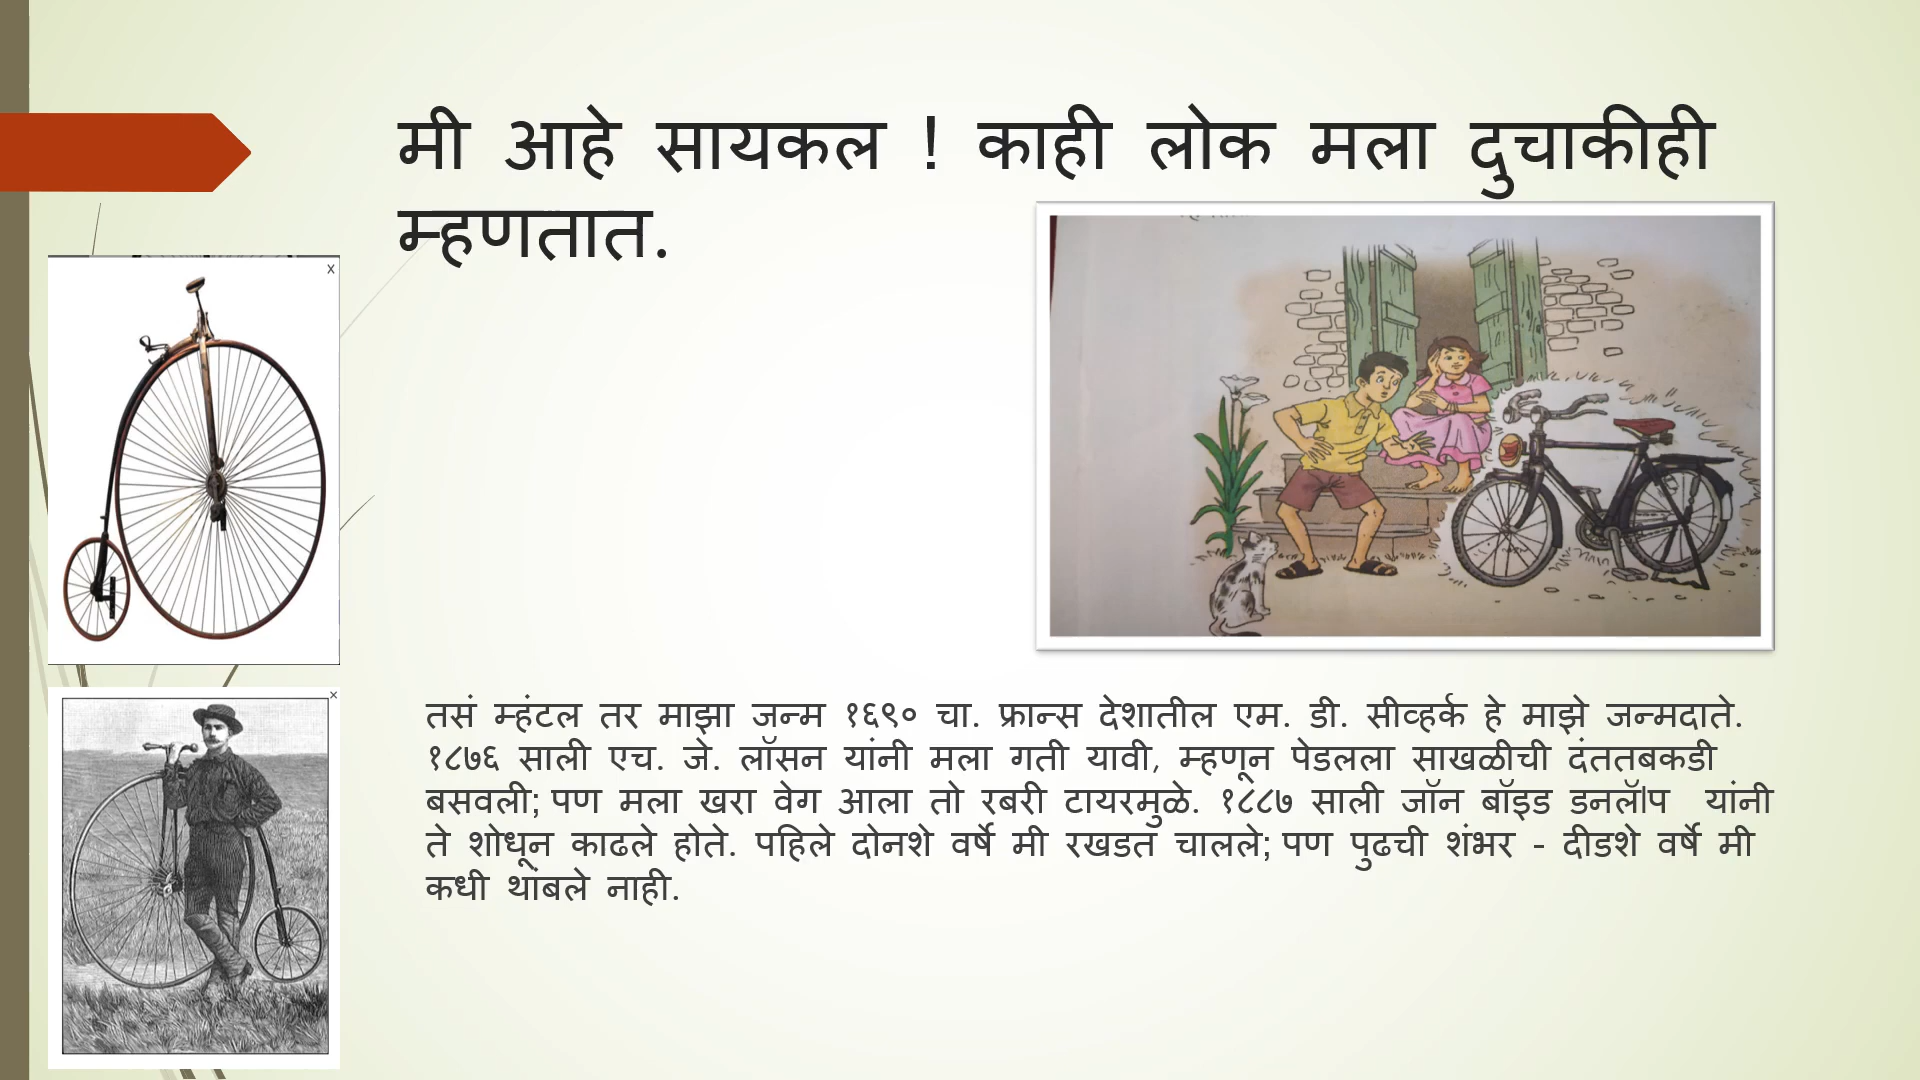 मी आहे सायकल ! काही लोक मला दुचाकीही
म्हणतात.
x
×
तसं म्हंटल तर माझा जन्म १६९० चा. फ्रान्स देशातील एम. डी. सीव्हर्क हे माझे जन्मदाते.
१८७६ साली एच. जे. लॉसन यांनी मला गती यावी, म्हणून पेडलला साखळीची दंततबकडी
बसवली; पण मला खरा वेग आला तो रबरी टायरमुळे. १८८७ साली जॉन बॉइड डनलॅाप यांनी
ते शोधून काढले होते. पहिले दोनशे वर्षे मी रखडत चालले; पण पुढची शंभर - दीडशे वर्षे मी
कधी थांबले नाही.